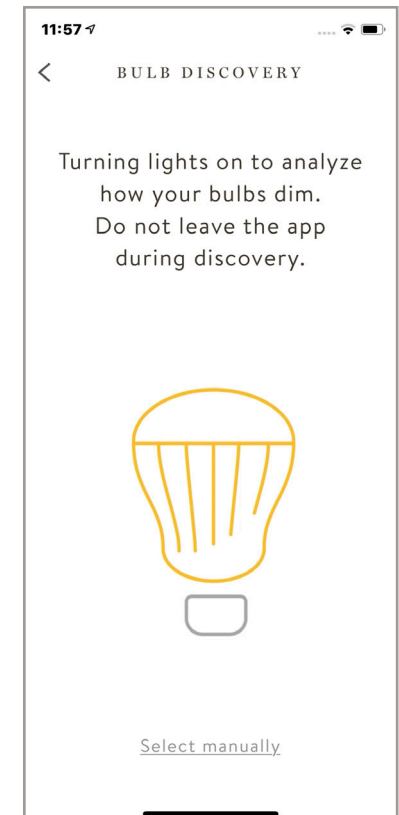 11:57
BULB DISCOVERY
Turning lights on to analyze
how your bulbs dim.
Do not leave the app
during discovery.
Select manually